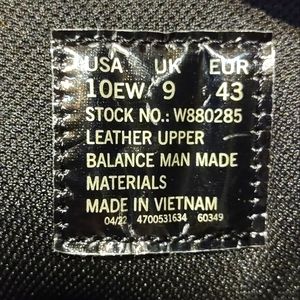 USA UK EUR
10EW 9 43
STOCK NO.: W880285
LEATHER UPPER
BALANCE MAN MADE
MATERIALS
MADE IN VIETNAM
04/22 4700531634 60349